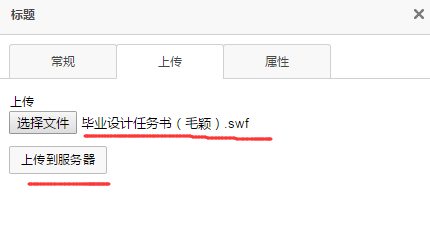 标题
常规 上传 属性
上传
选择文件 毕业设计任务书（毛颖）.swf
上传到服务器